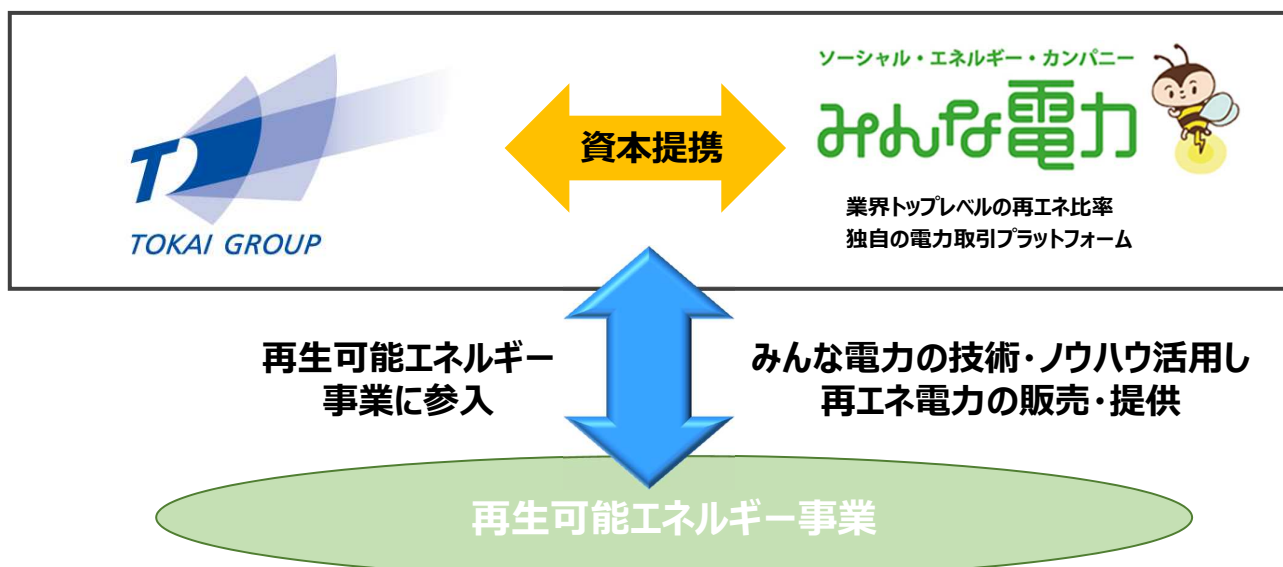 TOKAI GROUP
資本提携
ソーシャル・エネルギー・カンパニー
みんな電力
業界トップレベルの再エネ比率
独自の電力取引プラットフォーム
再生可能エネルギー
事業に参入
みんな電力の技術・ノウハウ活用し
再エネ電力の販売・提供
再生可能エネルギー事業